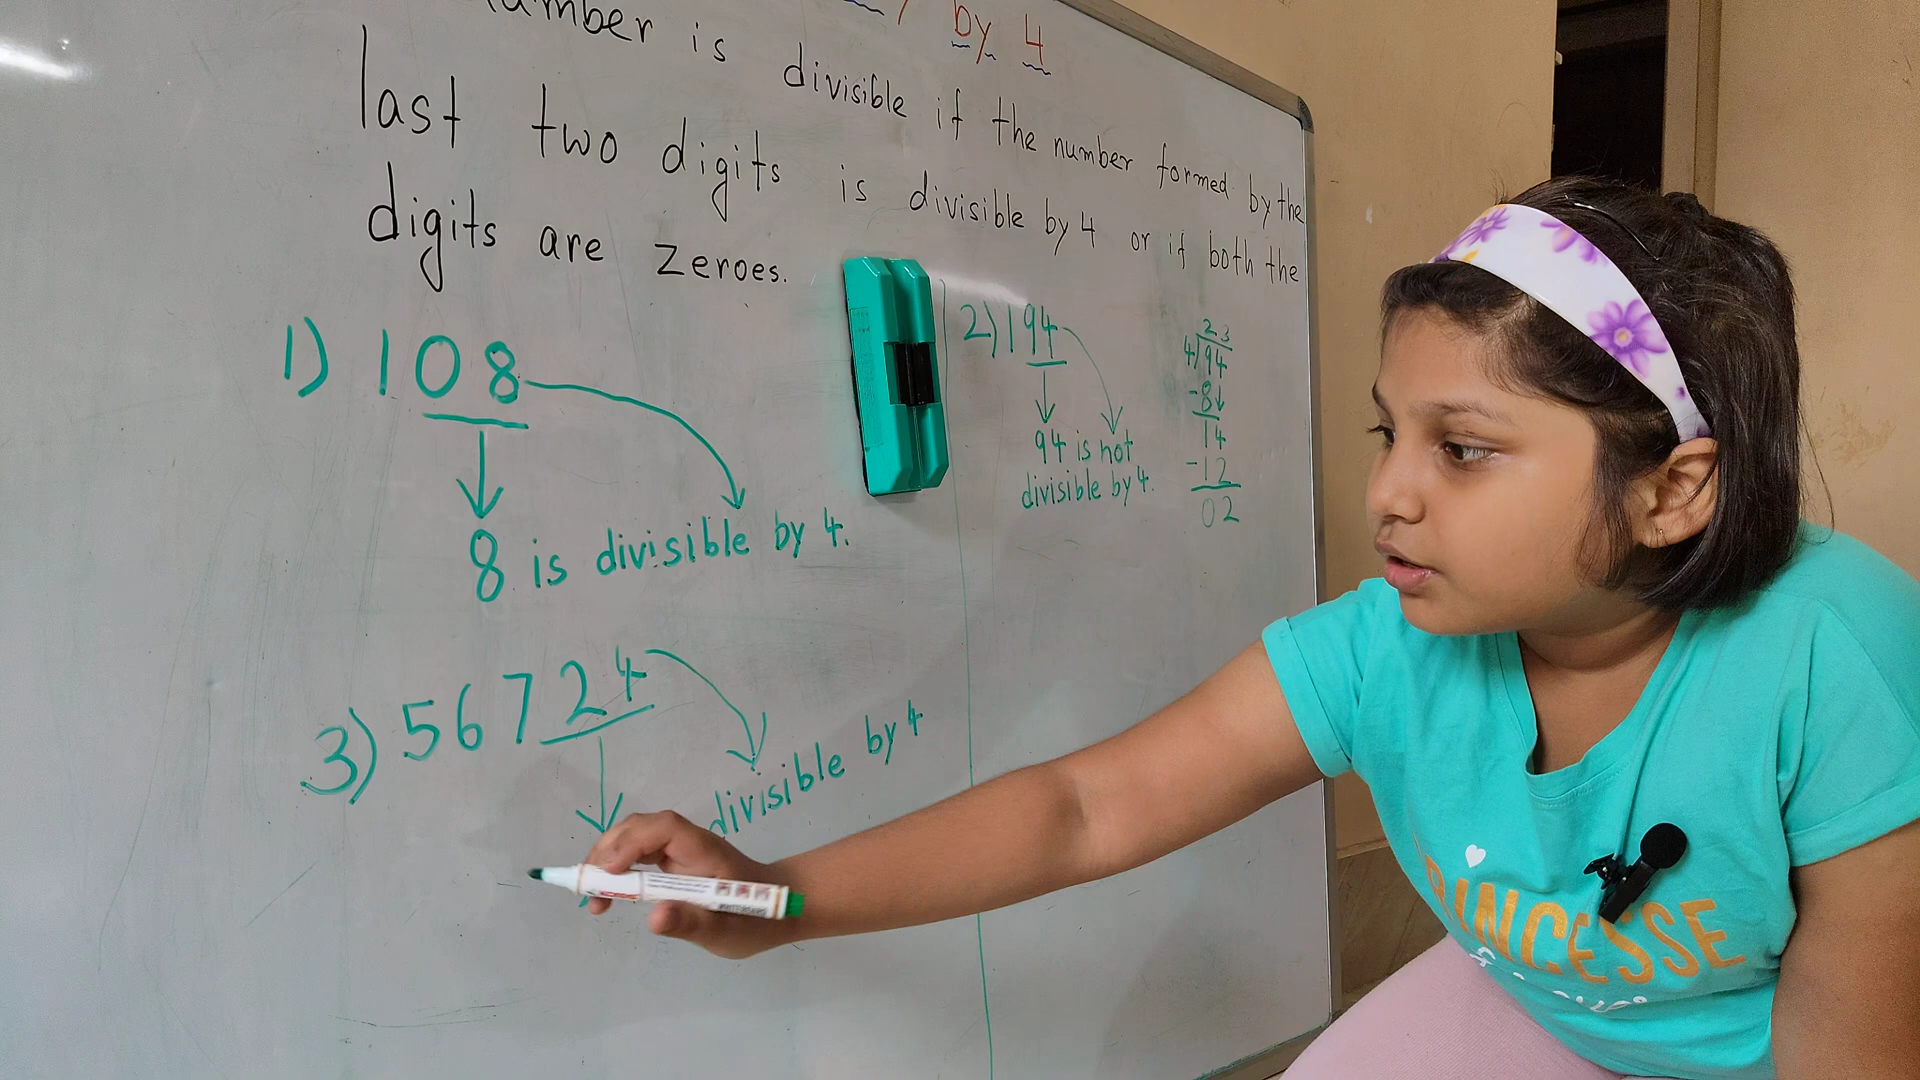 by 4
number is divisible if the number formed by the
last two digits is divisible by 4 or if both the
digits are zeroes.
1) 108
8 is divisible by 4.
2) 194
94 is not
divisible by 4.
23
4)94
-8↓
14
-12
02
3) 56724
divisible by 4
PRINCESSE